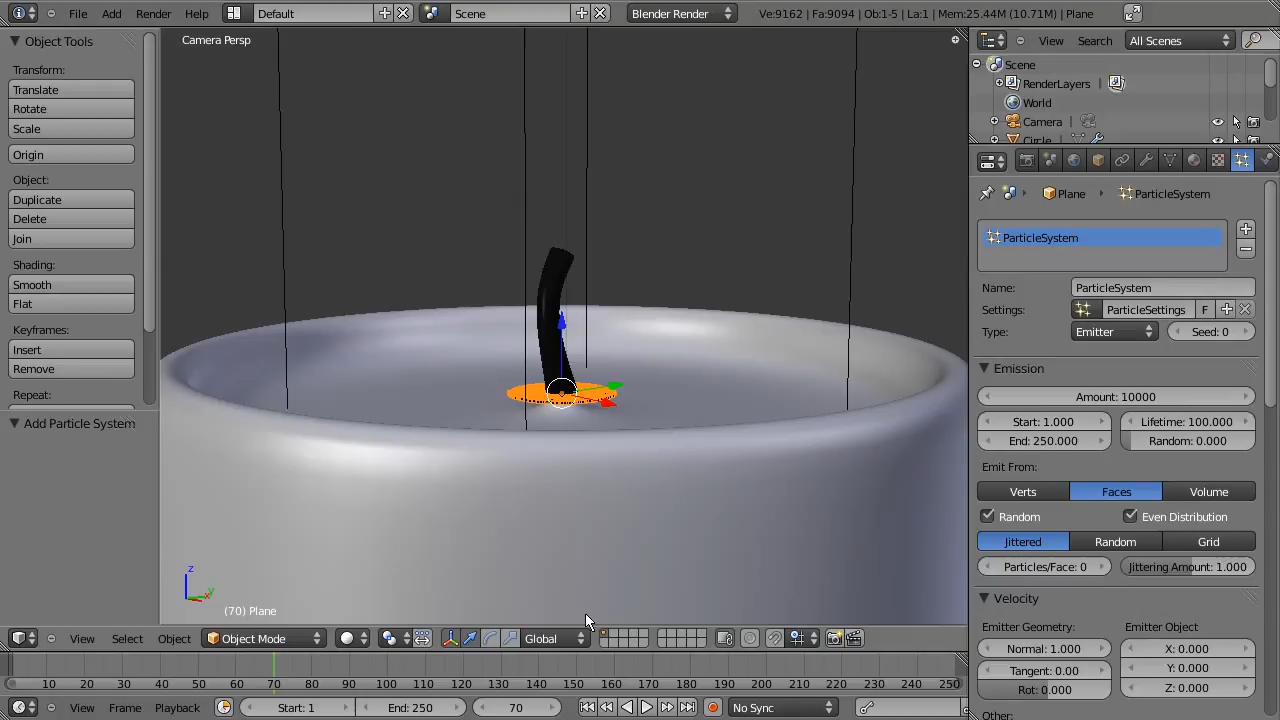 File Add Render Help Default Scene Blender Render Ve:9162 | Fa:9094 | Ob:1-5 | La:1 | Mem:25.44M (10.71M) | Plane
Object Tools
Transform:
Translate
Rotate
Scale
Origin
Object:
Duplicate
Delete
Join
Shading:
Smooth
Flat
Keyframes:
Insert
Remove
Repeat:
Add Particle System
Camera Persp
z
y
x
(70) Plane
View Select Object Object Mode Global
View Search All Scenes
Scene
RenderLayers |
World
Camera |
Circle |
Plane ParticleSystem
ParticleSystem
Name: ParticleSystem
Settings: ParticleSettings F
Type: Emitter Seed: 0
Emission
Amount: 10000
Start: 1.000 Lifetime: 100.000
End: 250.000 Random: 0.000
Emit From:
Verts Faces Volume
Random Even Distribution
Jittered Random Grid
Particles/Face: 0 Jittering Amount: 1.000
Velocity
Emitter Geometry: Emitter Object
Normal: 1.000 X: 0.000
Tangent: 0.00 Y: 0.000
Rot: 0.000 Z: 0.000
Other:
10 20 30 40 50 60 70 80 90 100 110 120 130 140 150 160 170 180 190 200 210 220 230 240 250
View Frame Playback Start: 1 End: 250 70 No Sync